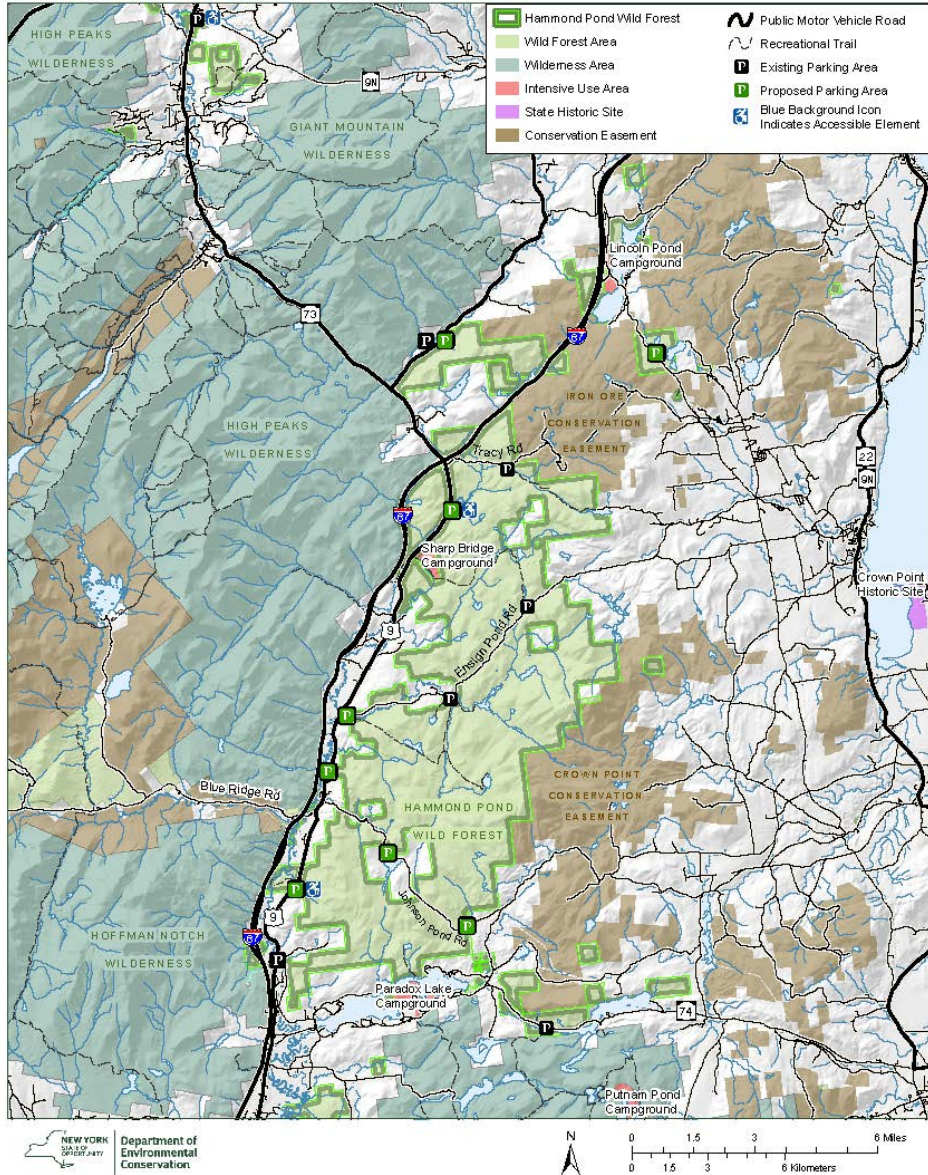 Hammond Pond Wild Forest
Wild Forest Area
Wilderness Area
Intensive Use Area
State Historic Site
Conservation Easement
Public Motor Vehicle Road
Recreational Trail
P Existing Parking Area
P Proposed Parking Area
Blue Background Icon
Indicates Accessible Element
P
HIGH PEAKS
WILDERNESS
9N
GIANT MOUNTAIN
WILDERNESS
Lincoln Pond
Campground
73
P P
87
P
HIGH PEAKS
WILDERNESS
IRON ORE
CONSERVATION
EASEMENT
Tracy Rd
P
22
9N
87
P
Sharp Bridge
Campground
Crown Point
Historic Site
P
9
Ensign Pond Rd
P
P
P
Blue Ridge Rd
CROWN POINT
CONSERVATION
EASEMENT
HAMMOND POND
WILD FOREST
P
P
Johnson Pond Rd
9
P
HOFFMAN NOTCH
WILDERNESS
87
P
Paradox Lake
Campground
74
P
Putnam Pond
Campground
NEW YORK
STATE OF
OPPORTUNITY
Department of
Environmental
Conservation
N
0 1.5 3 6 Miles
0 1.5 3 6 Kilometers